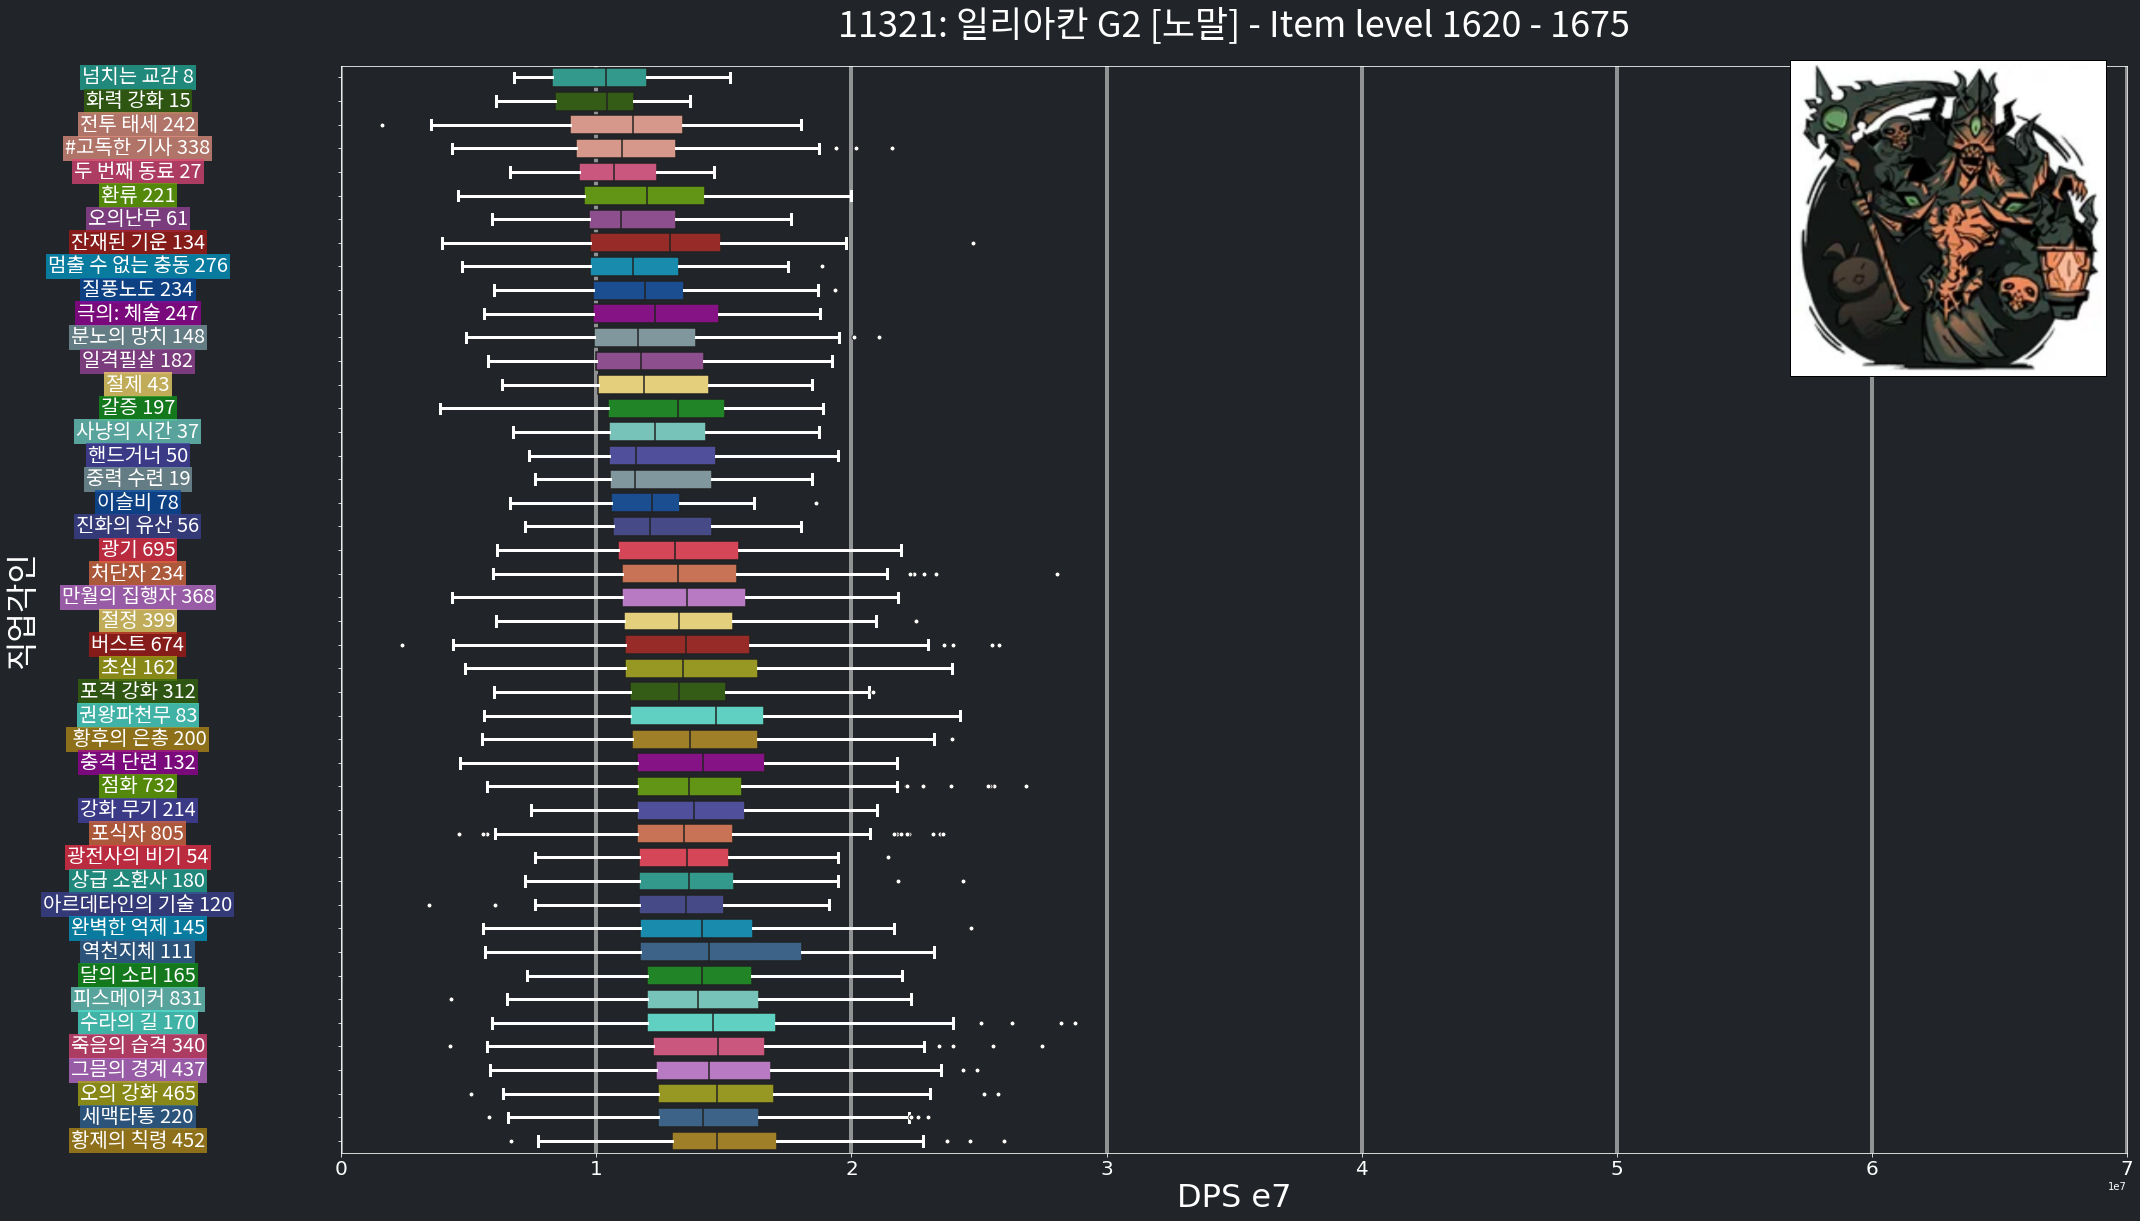 11321: 일리아칸 G2 [노말] - Item level 1620 - 1675
직업각인
넘치는 교감 8
화력 강화 15
전투 태세 242
#고독한 기사 338
두 번째 동료 27
환류 221
오의난무 61
잔재된 기운 134
멈출 수 없는 충동 276
질풍노도 234
극의: 체술 247
분노의 망치 148
일격필살 182
절제 43
갈증 197
사냥의 시간 37
핸드거너 50
중력 수련 19
이슬비 78
진화의 유산 56
광기 695
처단자 234
만월의 집행자 368
절정 399
버스트 674
초심 162
포격 강화 312
권왕파천무 83
황후의 은총 200
충격 단련 132
점화 732
강화 무기 214
포식자 805
광전사의 비기 54
상급 소환사 180
아르데타인의 기술 120
완벽한 억제 145
역천지체 111
달의 소리 165
피스메이커 831
수라의 길 170
죽음의 습격 340
그믐의 경계 437
오의 강화 465
세맥타통 220
황제의 칙령 452
0 1 2 3 4 5 6 7
DPS e7
1e7